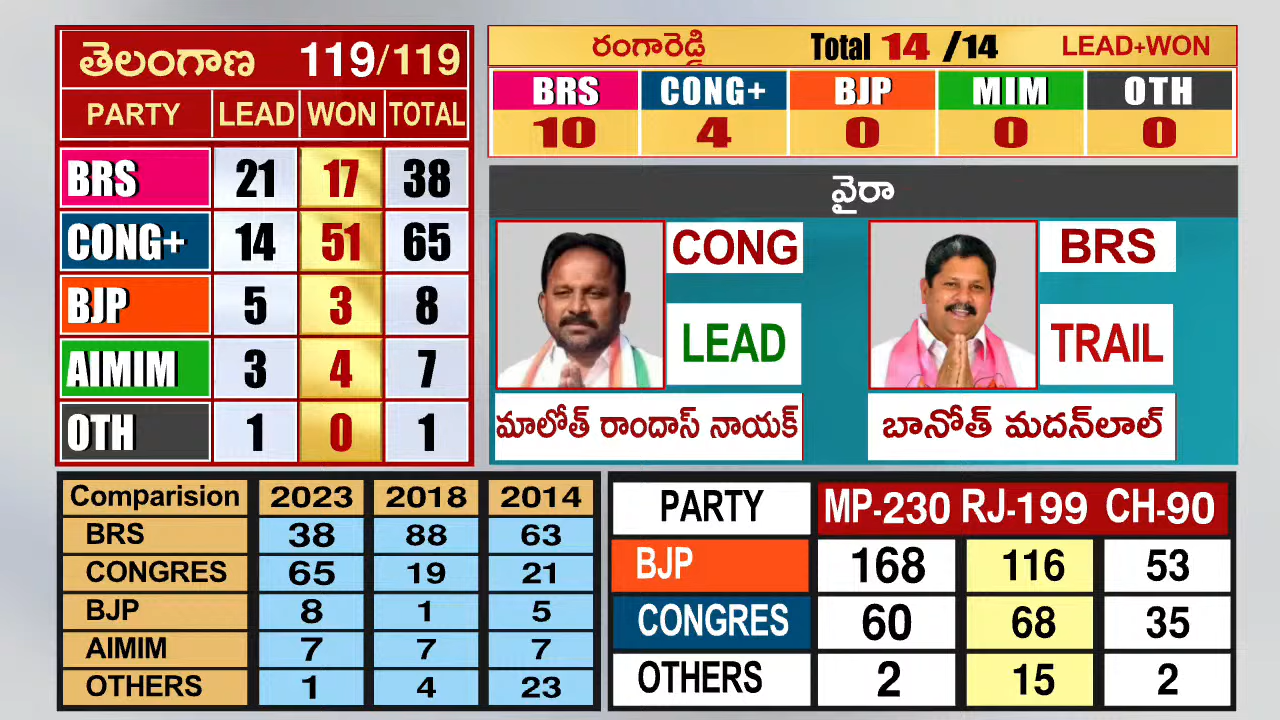 తెలంగాణ 119/119
PARTY LEAD WON TOTAL
BRS 21 17 38
CONG+ 14 51 65
BJP 5 3 8
AIMIM 3 4 7
OTH 1 0 1
రంగారెడ్డి Total 14 /14 LEAD+WON
BRS CONG+ BJP MIM OTH
10 4 0 0 0
వైరా
CONG
LEAD
మాలోత్ రాందాస్ నాయక్
BRS
TRAIL
బానోత్ మదన్‌లాల్
Comparision 2023 2018 2014
BRS 38 88 63
CONGRES 65 19 21
BJP 8 1 5
AIMIM 7 7 7
OTHERS 1 4 23
PARTY MP-230 RJ-199 CH-90
BJP 168 116 53
CONGRES 60 68 35
OTHERS 2 15 2